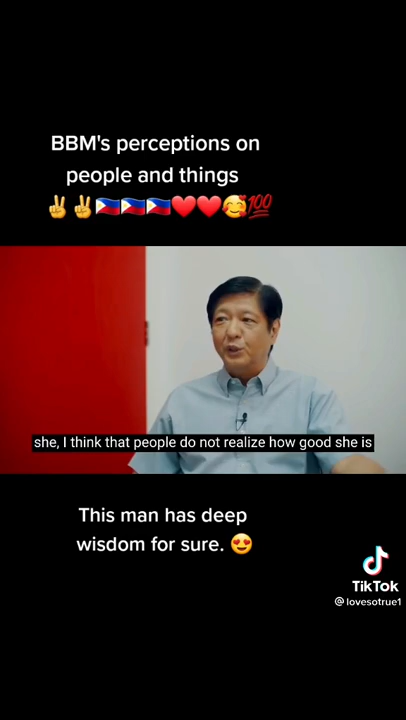 BBM's perceptions on
people and things
✌️✌️🇵🇭🇵🇭🇵🇭❤️❤️🥰💯
she, I think that people do not realize how good she is
This man has deep
wisdom for sure. 😍
TikTok
@lovesotrue1